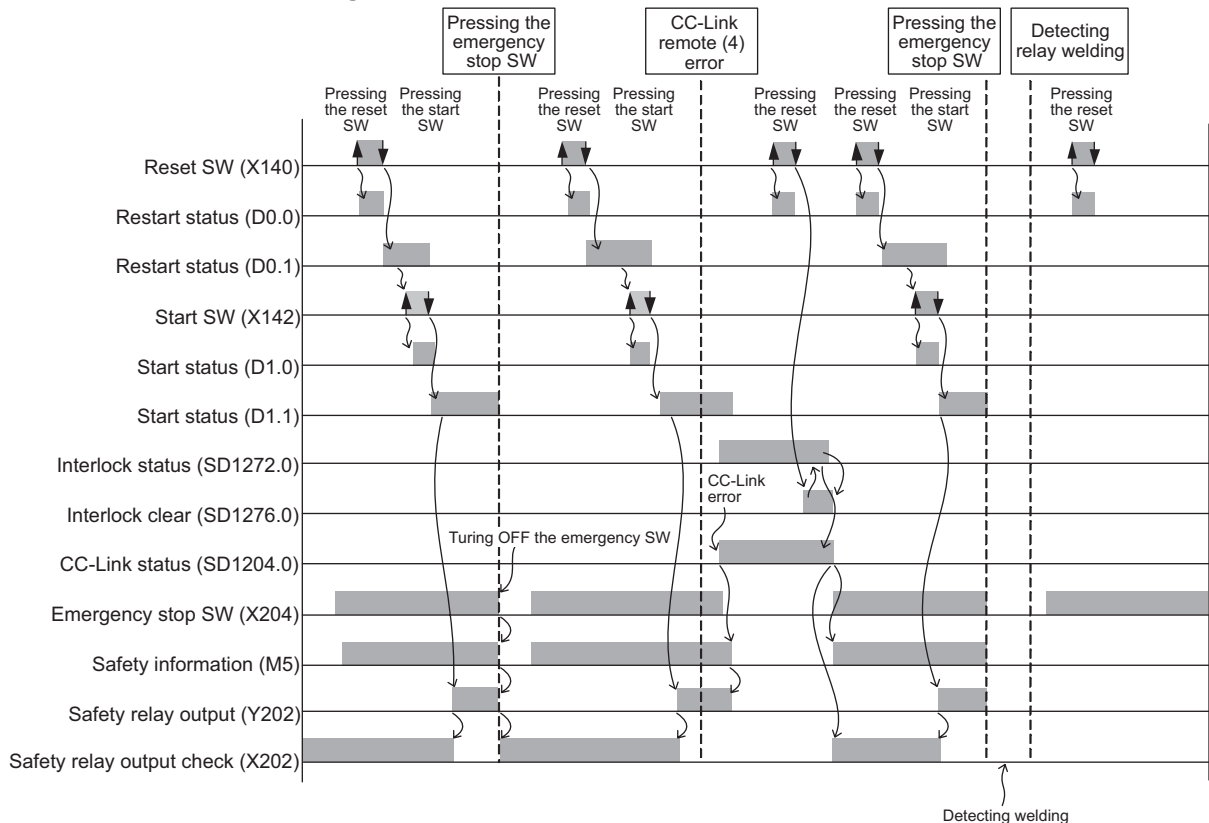 Pressing the
emergency
stop SW
CC-Link
remote (4)
error
Pressing the
emergency
stop SW
Detecting
relay welding
Pressing
the reset
SW
Pressing
the start
SW
Pressing
the reset
SW
Pressing
the start
SW
Pressing
the reset
SW
Pressing
the reset
SW
Pressing
the start
SW
Pressing
the reset
SW
Reset SW (X140)
Restart status (D0.0)
Restart status (D0.1)
Start SW (X142)
Start status (D1.0)
Start status (D1.1)
Interlock status (SD1272.0)
CC-Link
error
Interlock clear (SD1276.0)
Turing OFF the emergency SW
CC-Link status (SD1204.0)
Emergency stop SW (X204)
Safety information (M5)
Safety relay output (Y202)
Safety relay output check (X202)
Detecting welding